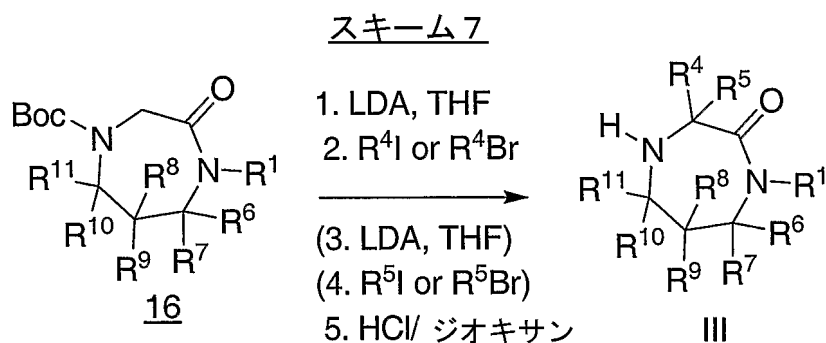 スキーム 7
Boc
N
O
N-R¹
R¹¹
R¹⁰
R⁸
R⁹
R⁷
R⁶
16
1. LDA, THF
2. R⁴I or R⁴Br
(3. LDA, THF)
(4. R⁵I or R⁵Br)
5. HCl/ ジオキサン
R⁴
R⁵
H
N
O
N-R¹
R¹¹
R¹⁰
R⁸
R⁹
R⁷
R⁶
III